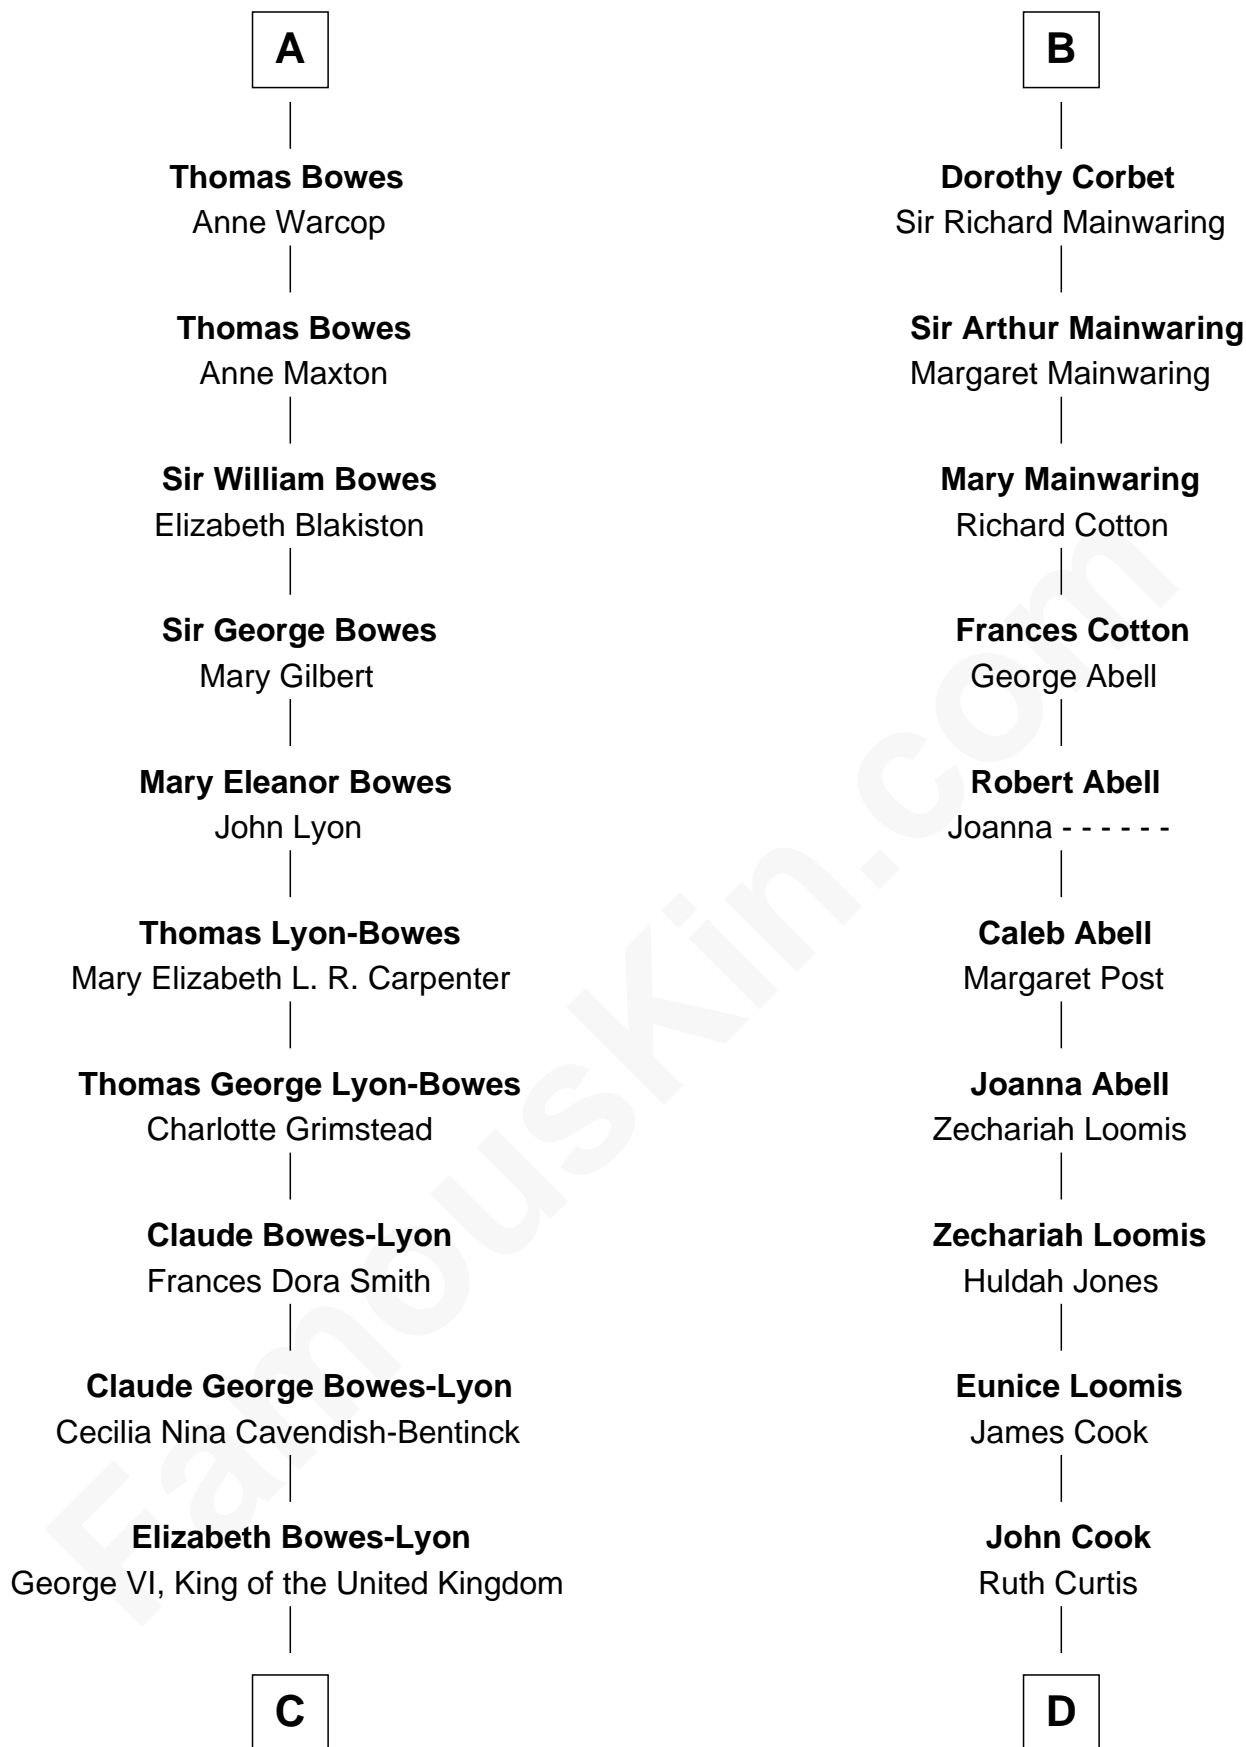 A
Thomas Bowes
Anne Warcop
Thomas Bowes
Anne Maxton
Sir William Bowes
Elizabeth Blakiston
Sir George Bowes
Mary Gilbert
Mary Eleanor Bowes
John Lyon
Thomas Lyon-Bowes
Mary Elizabeth L. R. Carpenter
Thomas George Lyon-Bowes
Charlotte Grimstead
Claude Bowes-Lyon
Frances Dora Smith
Claude George Bowes-Lyon
Cecilia Nina Cavendish-Bentinck
Elizabeth Bowes-Lyon
George VI, King of the United Kingdom
C
B
Dorothy Corbet
Sir Richard Mainwaring
Sir Arthur Mainwaring
Margaret Mainwaring
Mary Mainwaring
Richard Cotton
Frances Cotton
George Abell
Robert Abell
Joanna - - - - - -
Caleb Abell
Margaret Post
Joanna Abell
Zechariah Loomis
Zechariah Loomis
Huldah Jones
Eunice Loomis
James Cook
John Cook
Ruth Curtis
D
FamousKin.com